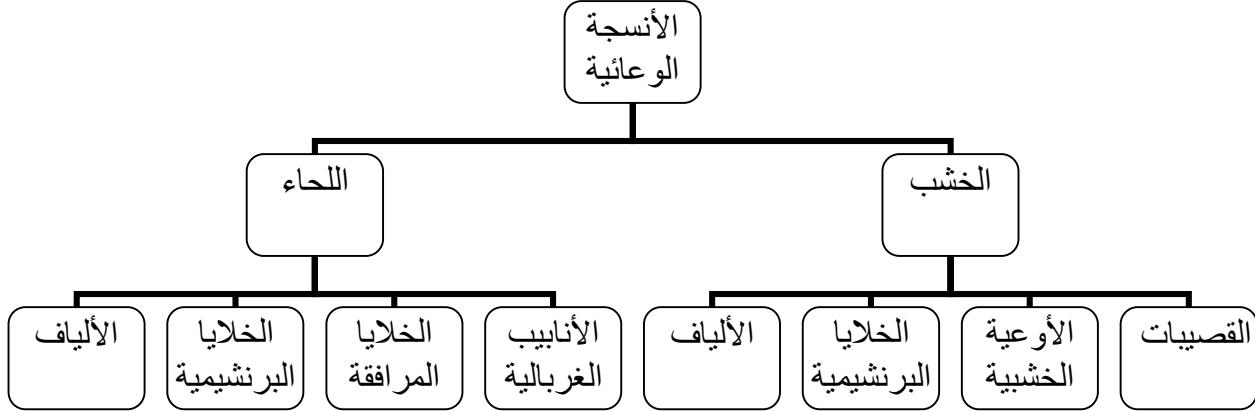 الأنسجة
الوعائية
الخشب
اللحاء
القصيبات
الأوعية
الخشبية
الخلايا
البرنشيمية
الألياف
الأنابيب
الغربالية
الخلايا
المرافقة
الخلايا
البرنشيمية
الألياف